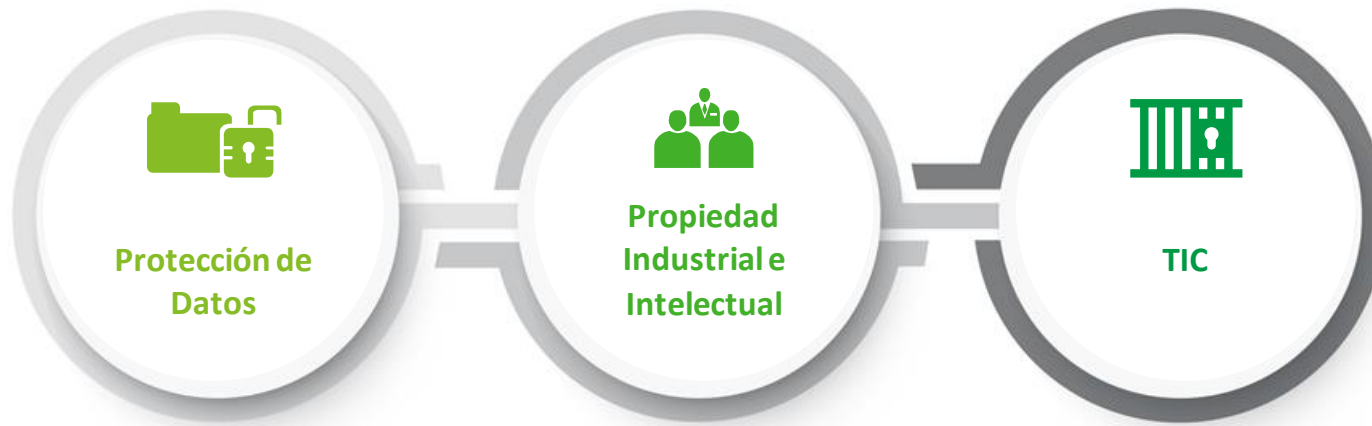 Protección de
Datos
Propiedad
Industrial e
Intelectual
TIC